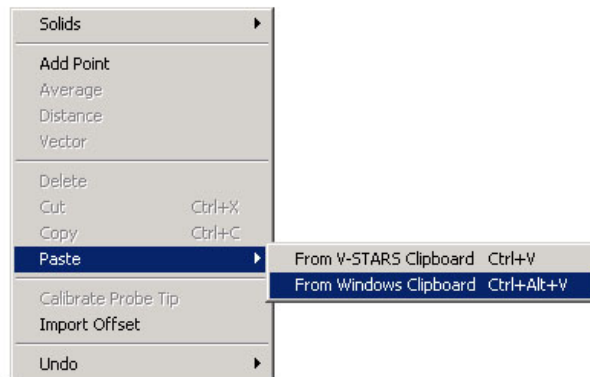 Solids
Add Point
Average
Distance
Vector
Delete
Cut Ctrl+X
Copy Ctrl+C
Paste
From V-STARS Clipboard Ctrl+V
From Windows Clipboard Ctrl+Alt+V
Calibrate Probe Tip
Import Offset
Undo